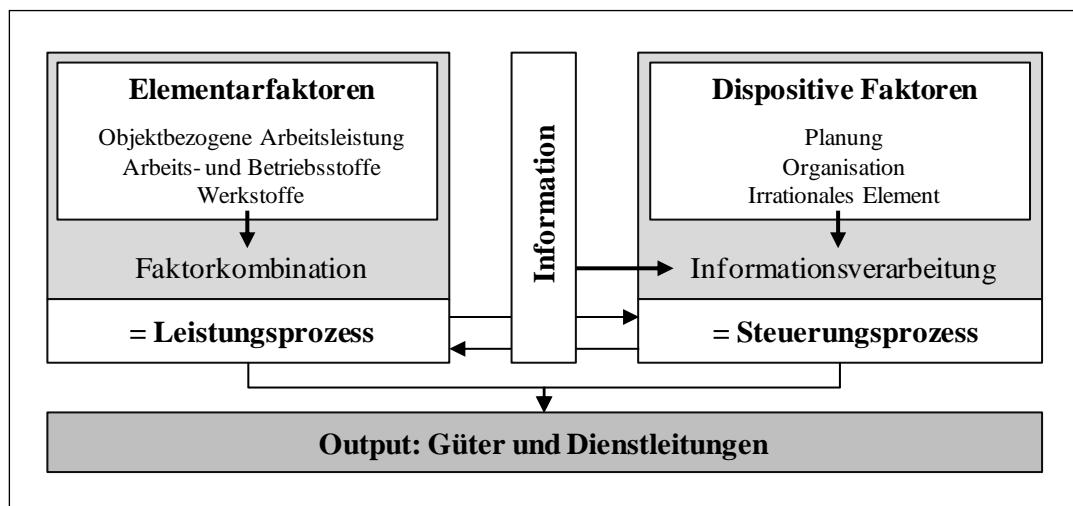 Elementarfaktoren
Objektbezogene Arbeitsleistung
Arbeits- und Betriebsstoffe
Werkstoffe
Faktorkombination
= Leistungsprozess
Information
Dispositive Faktoren
Planung
Organisation
Irrationales Element
Informationsverarbeitung
= Steuerungsprozess
Output: Güter und Dienstleitungen